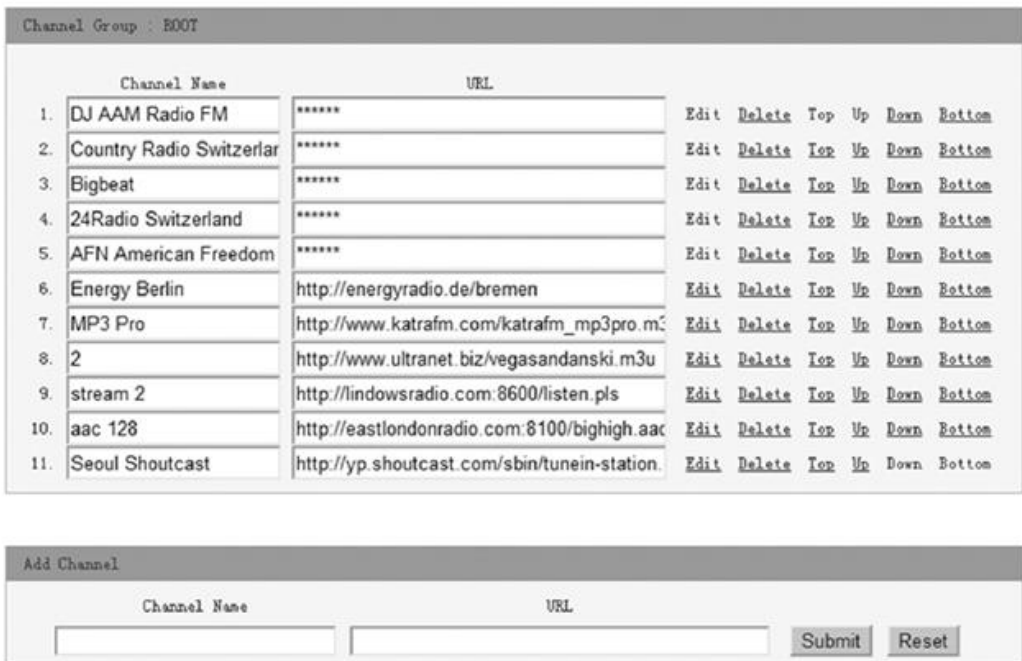 Channel Group : ROOT
Channel Name URL
1. DJ AAM Radio FM ****** Edit Delete Top Up Down Bottom
2. Country Radio Switzerlar ****** Edit Delete Top Up Down Bottom
3. Bigbeat ****** Edit Delete Top Up Down Bottom
4. 24Radio Switzerland ****** Edit Delete Top Up Down Bottom
5. AFN American Freedom ****** Edit Delete Top Up Down Bottom
6. Energy Berlin http://energyradio.de/bremen Edit Delete Top Up Down Bottom
7. MP3 Pro http://www.katrafm.com/katrafm_mp3pro.m3 Edit Delete Top Up Down Bottom
8. 2 http://www.ultranet.biz/vegasandanski.m3u Edit Delete Top Up Down Bottom
9. stream 2 http://lindowsradio.com:8600/listen.pls Edit Delete Top Up Down Bottom
10. aac 128 http://eastlondonradio.com:8100/bighigh.aac Edit Delete Top Up Down Bottom
11. Seoul Shoutcast http://yp.shoutcast.com/sbin/tunein-station. Edit Delete Top Up Down Bottom
Add Channel
Channel Name URL
Submit Reset